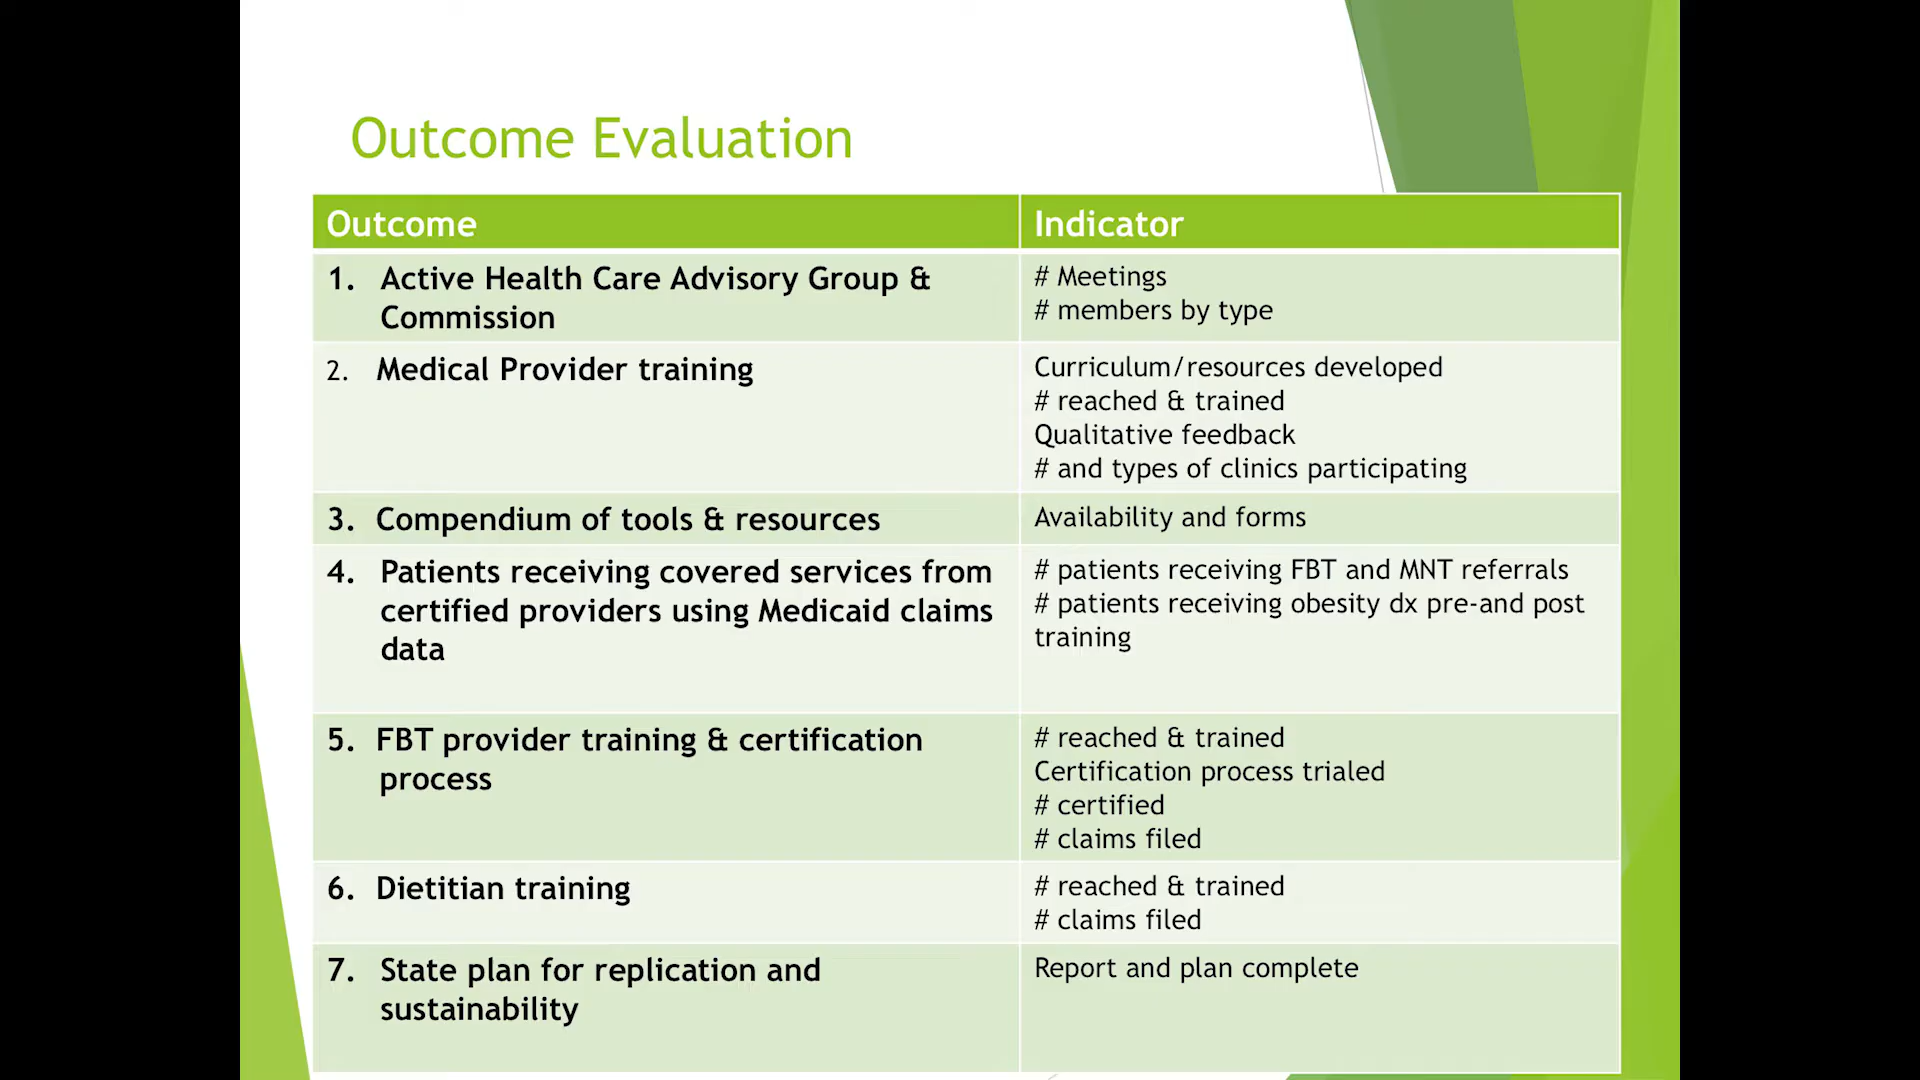 Outcome Evaluation
Outcome
Indicator
1. Active Health Care Advisory Group &
Commission
# Meetings
# members by type
2. Medical Provider training
Curriculum/resources developed
# reached & trained
Qualitative feedback
# and types of clinics participating
3. Compendium of tools & resources
Availability and forms
4. Patients receiving covered services from
certified providers using Medicaid claims
data
# patients receiving FBT and MNT referrals
# patients receiving obesity dx pre-and post
training
5. FBT provider training & certification
process
# reached & trained
Certification process trialed
# certified
# claims filed
6. Dietitian training
# reached & trained
# claims filed
7. State plan for replication and
sustainability
Report and plan complete